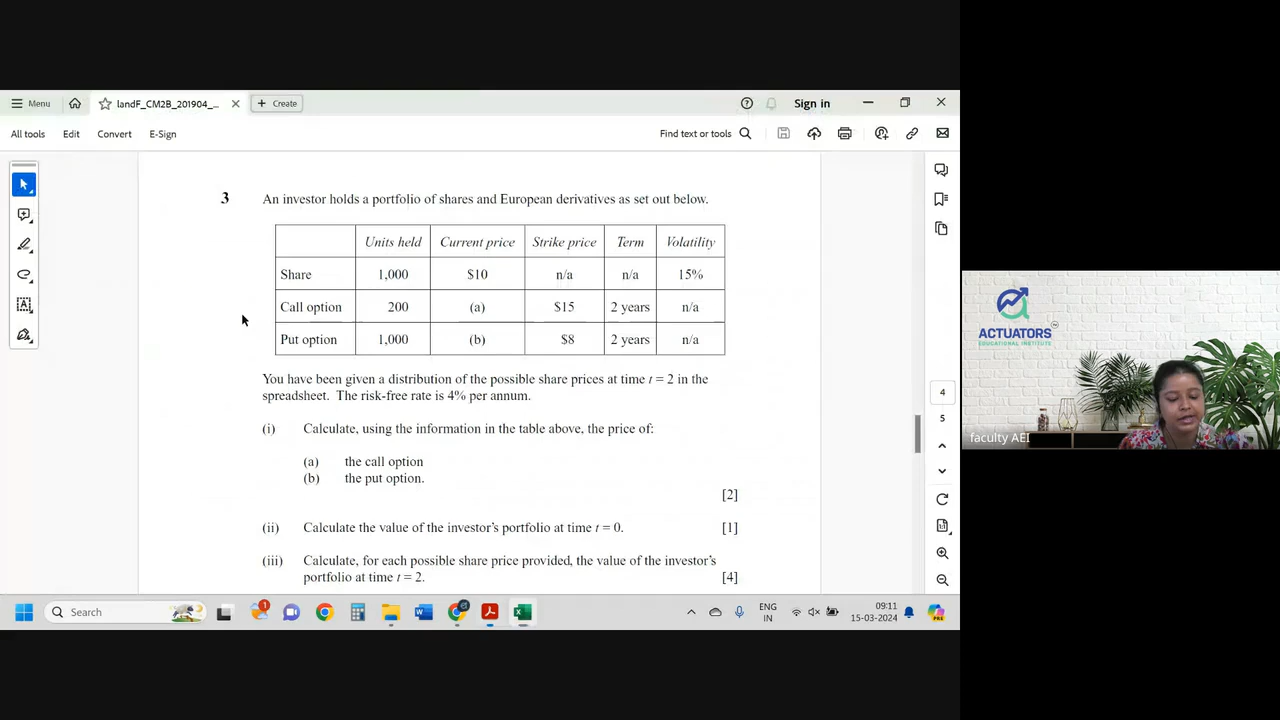 Menu
landF_CM2B_201904_...
Create
Sign in
All tools
Edit
Convert
E-Sign
Find text or tools
3
An investor holds a portfolio of shares and European derivatives as set out below.
Units held Current price Strike price Term Volatility
Share 1,000 $10 n/a n/a 15%
Call option 200 (a) $15 2 years n/a
Put option 1,000 (b) $8 2 years n/a
You have been given a distribution of the possible share prices at time t = 2 in the
spreadsheet. The risk-free rate is 4% per annum.
(i) Calculate, using the information in the table above, the price of:
(a) the call option
(b) the put option.
[2]
(ii) Calculate the value of the investor's portfolio at time t = 0. [1]
(iii) Calculate, for each possible share price provided, the value of the investor's
portfolio at time t = 2. [4]
4
5
ACTUATORS
EDUCATIONAL INSTITUTE
faculty AEI
Search
1
ENG
IN
09:11
15-03-2024